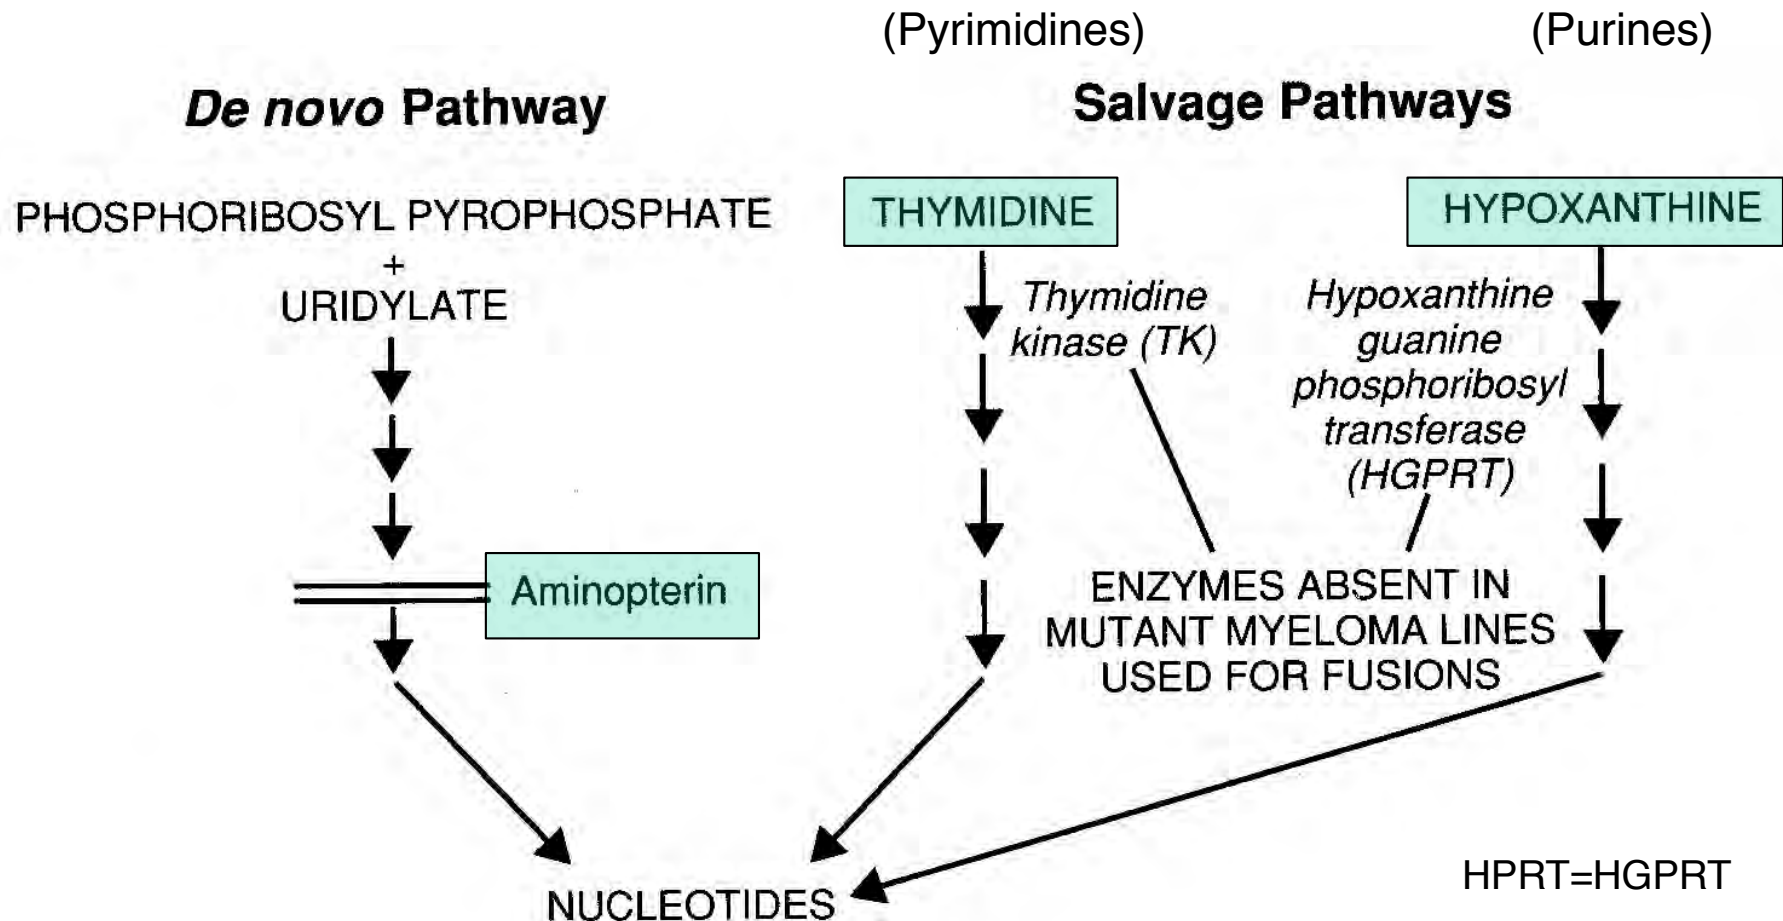 (Pyrimidines)
(Purines)
De novo Pathway
Salvage Pathways
PHOSPHORIBOSYL PYROPHOSPHATE
+
URIDYLATE
Aminopterin
THYMIDINE
Thymidine
kinase (TK)
HYPOXANTHINE
Hypoxanthine
guanine
phosphoribosyl
transferase
(HGPRT)
ENZYMES ABSENT IN
MUTANT MYELOMA LINES
USED FOR FUSIONS
NUCLEOTIDES
HPRT=HGPRT